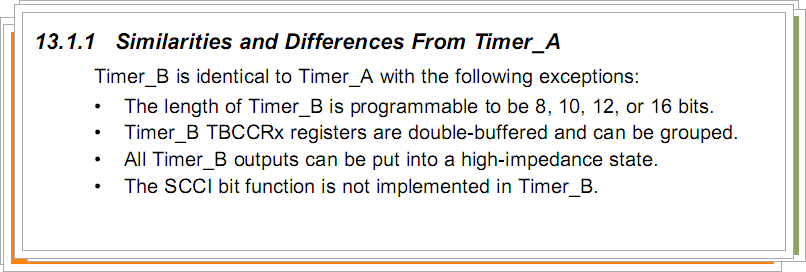 13.1.1 Similarities and Differences From Timer_A
Timer_B is identical to Timer_A with the following exceptions:
• The length of Timer_B is programmable to be 8, 10, 12, or 16 bits.
• Timer_B TBCCRx registers are double-buffered and can be grouped.
• All Timer_B outputs can be put into a high-impedance state.
• The SCCI bit function is not implemented in Timer_B.